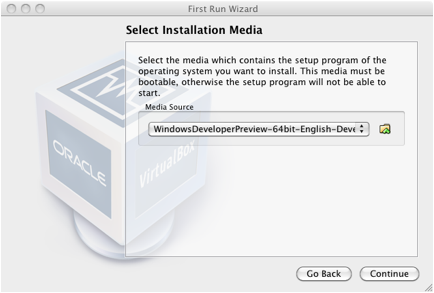 First Run Wizard
Select Installation Media
Select the media which contains the setup program of the
operating system you want to install. This media must be
bootable, otherwise the setup program will not be able to
start.
Media Source
WindowsDeveloperPreview-64bit-English-Deve
ORACLE
VirtualBox
Go Back
Continue